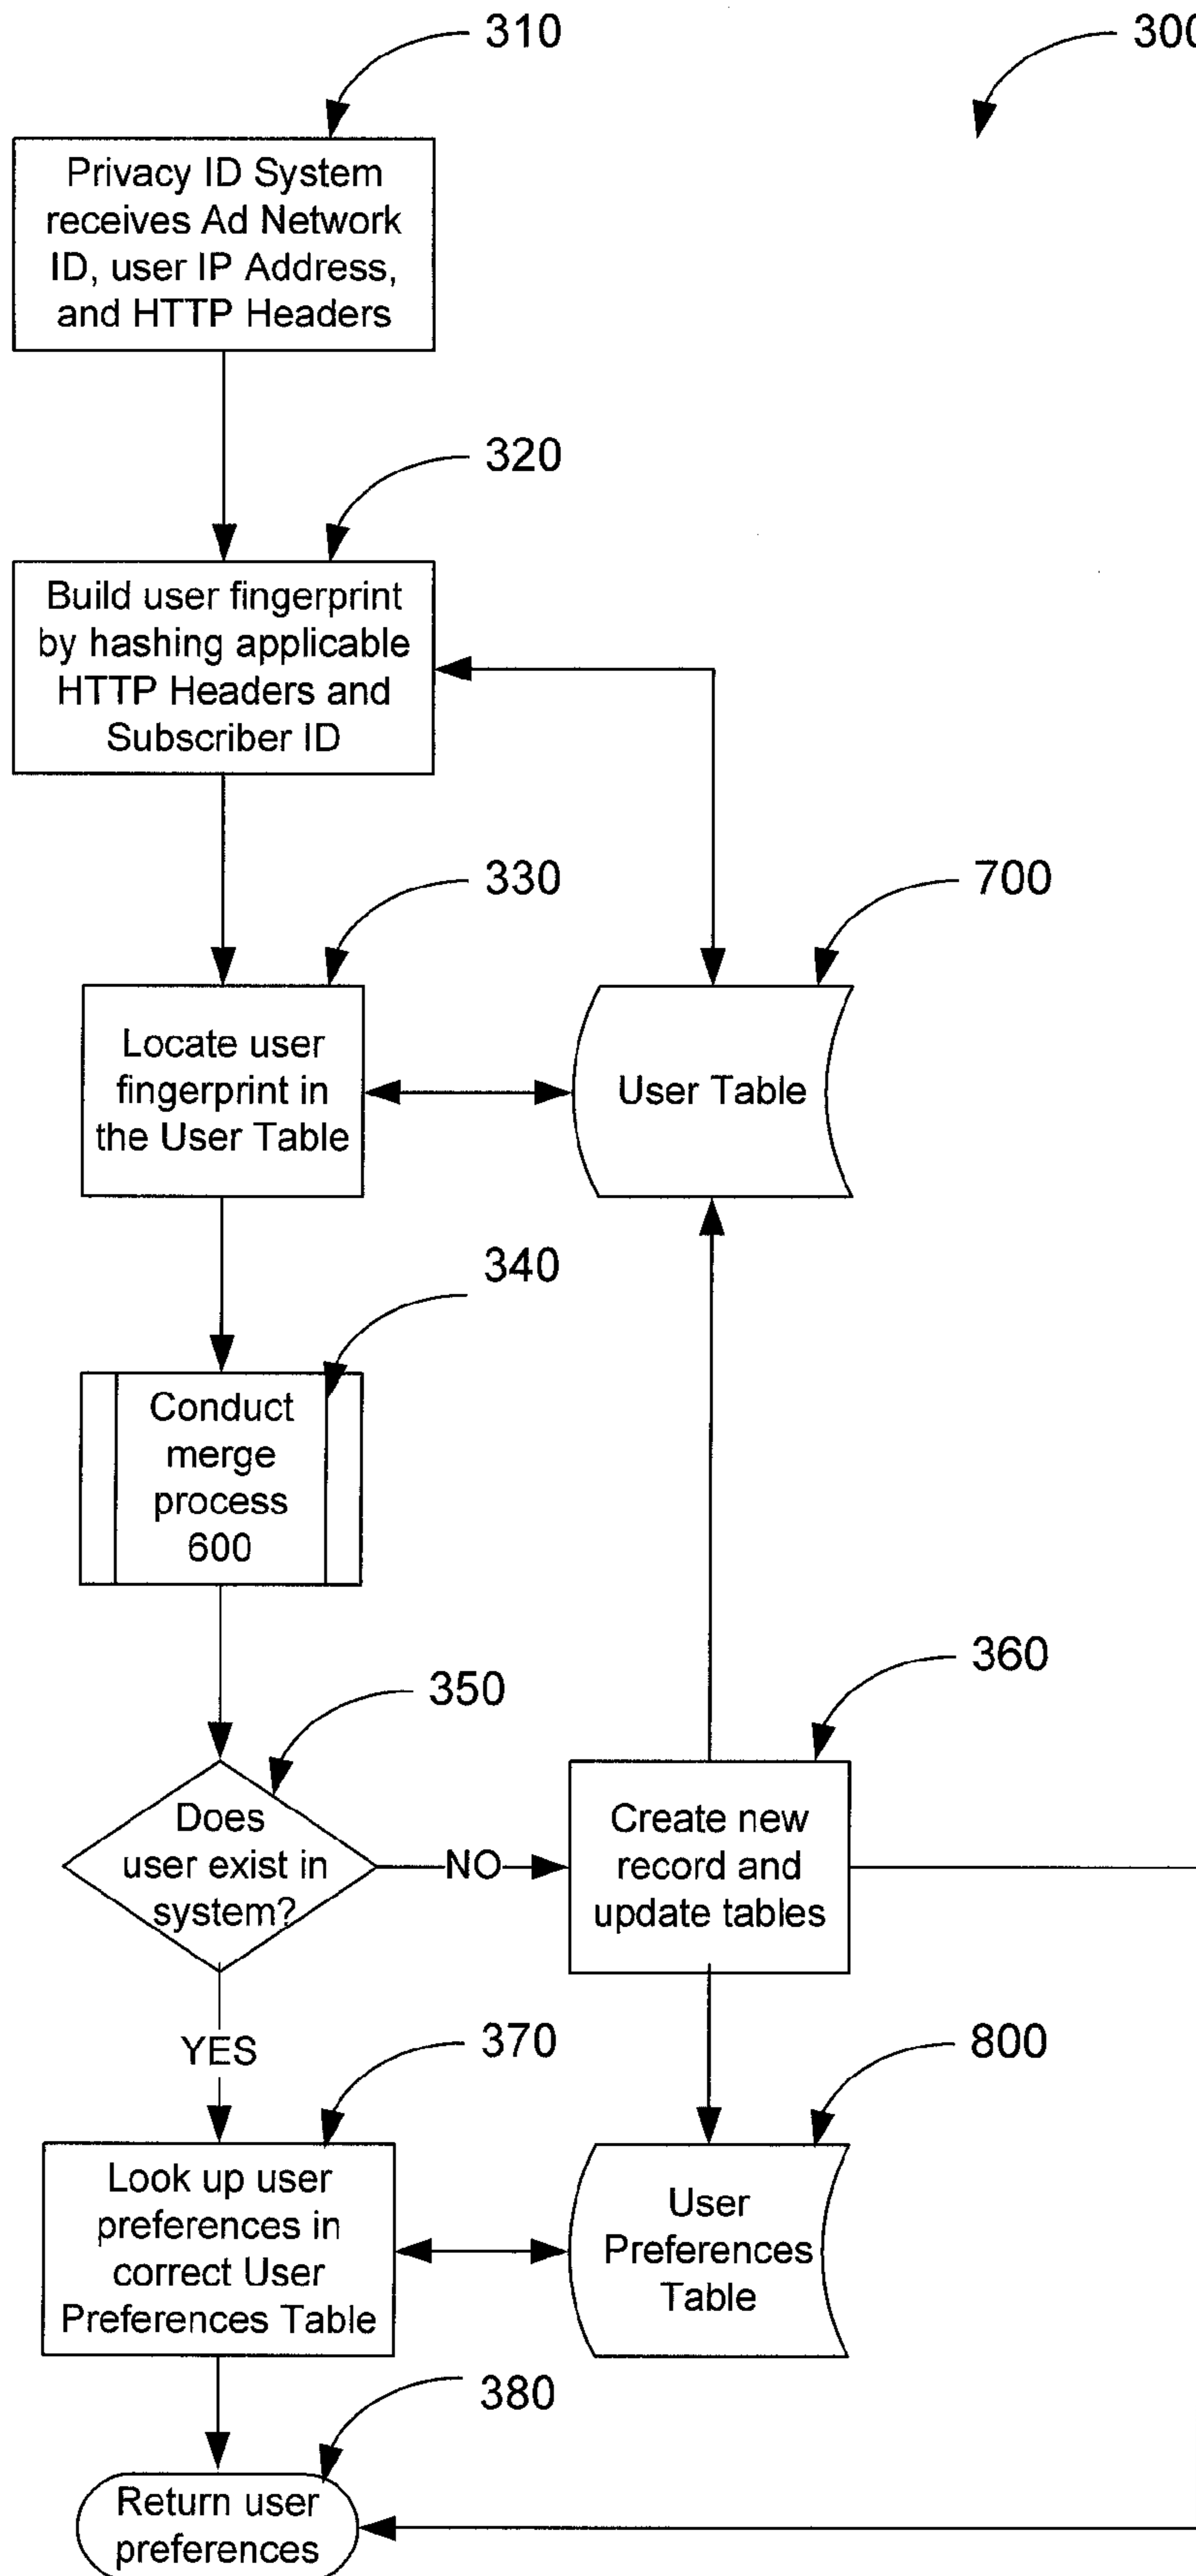 310
300
Privacy ID System
receives Ad Network
ID, user IP Address,
and HTTP Headers
320
Build user fingerprint
by hashing applicable
HTTP Headers and
Subscriber ID
330
700
Locate user
fingerprint in
the User Table
User Table
340
Conduct
merge
process
600
350
360
Does
user exist in
system?
NO
Create new
record and
update tables
YES
370
800
Look up user
preferences in
correct User
Preferences Table
User
Preferences
Table
380
Return user
preferences